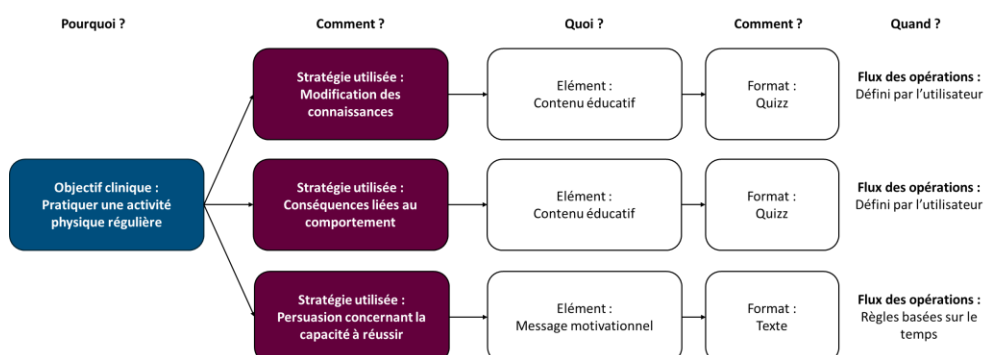 Pourquoi ?
Comment ?
Quoi ?
Comment ?
Quand ?
Stratégie utilisée :
Modification des
connaissances
Elément :
Contenu éducatif
Format :
Quizz
Flux des opérations :
Défini par l'utilisateur
Objectif clinique :
Pratiquer une activité
physique régulière
Stratégie utilisée :
Conséquences liées au
comportement
Elément :
Contenu éducatif
Format :
Quizz
Flux des opérations :
Défini par l'utilisateur
Stratégie utilisée :
Persuasion concernant la
capacité à réussir
Elément :
Message motivationnel
Format :
Texte
Flux des opérations :
Règles basées sur le
temps